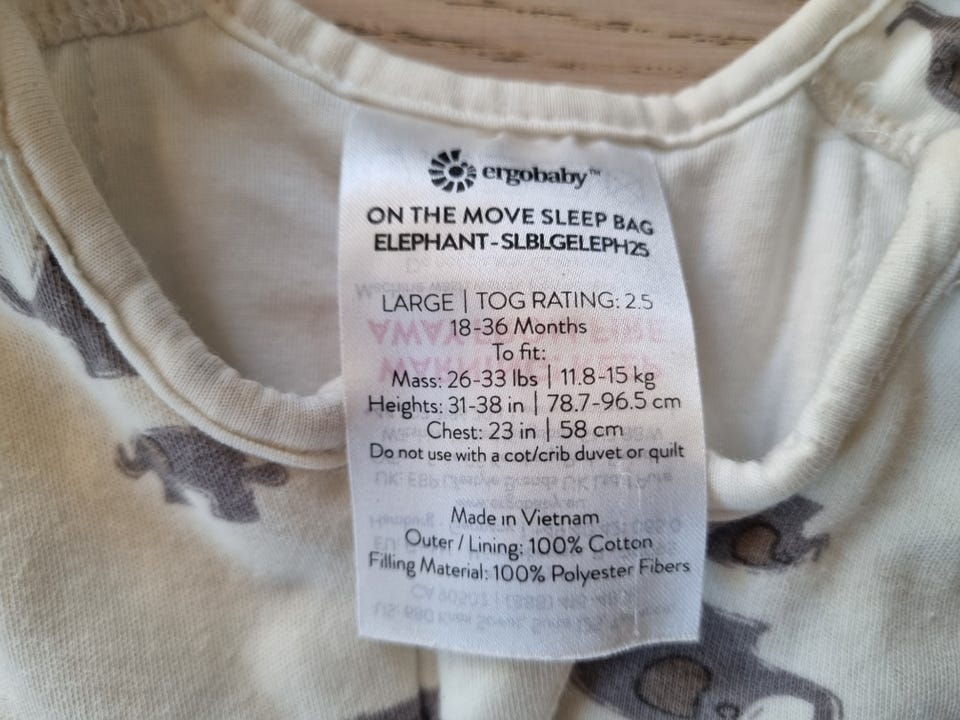 ergobaby™
ON THE MOVE SLEEP BAG
ELEPHANT-SLBLGELEPH25
LARGE | TOG RATING: 2.5
18-36 Months
To fit:
Mass: 26-33 lbs | 11.8-15 kg
Heights: 31-38 in | 78.7-96.5 cm
Chest: 23 in | 58 cm
Do not use with a cot/crib duvet or quilt
Made in Vietnam
Outer / Lining: 100% Cotton
Filling Material: 100% Polyester Fibers